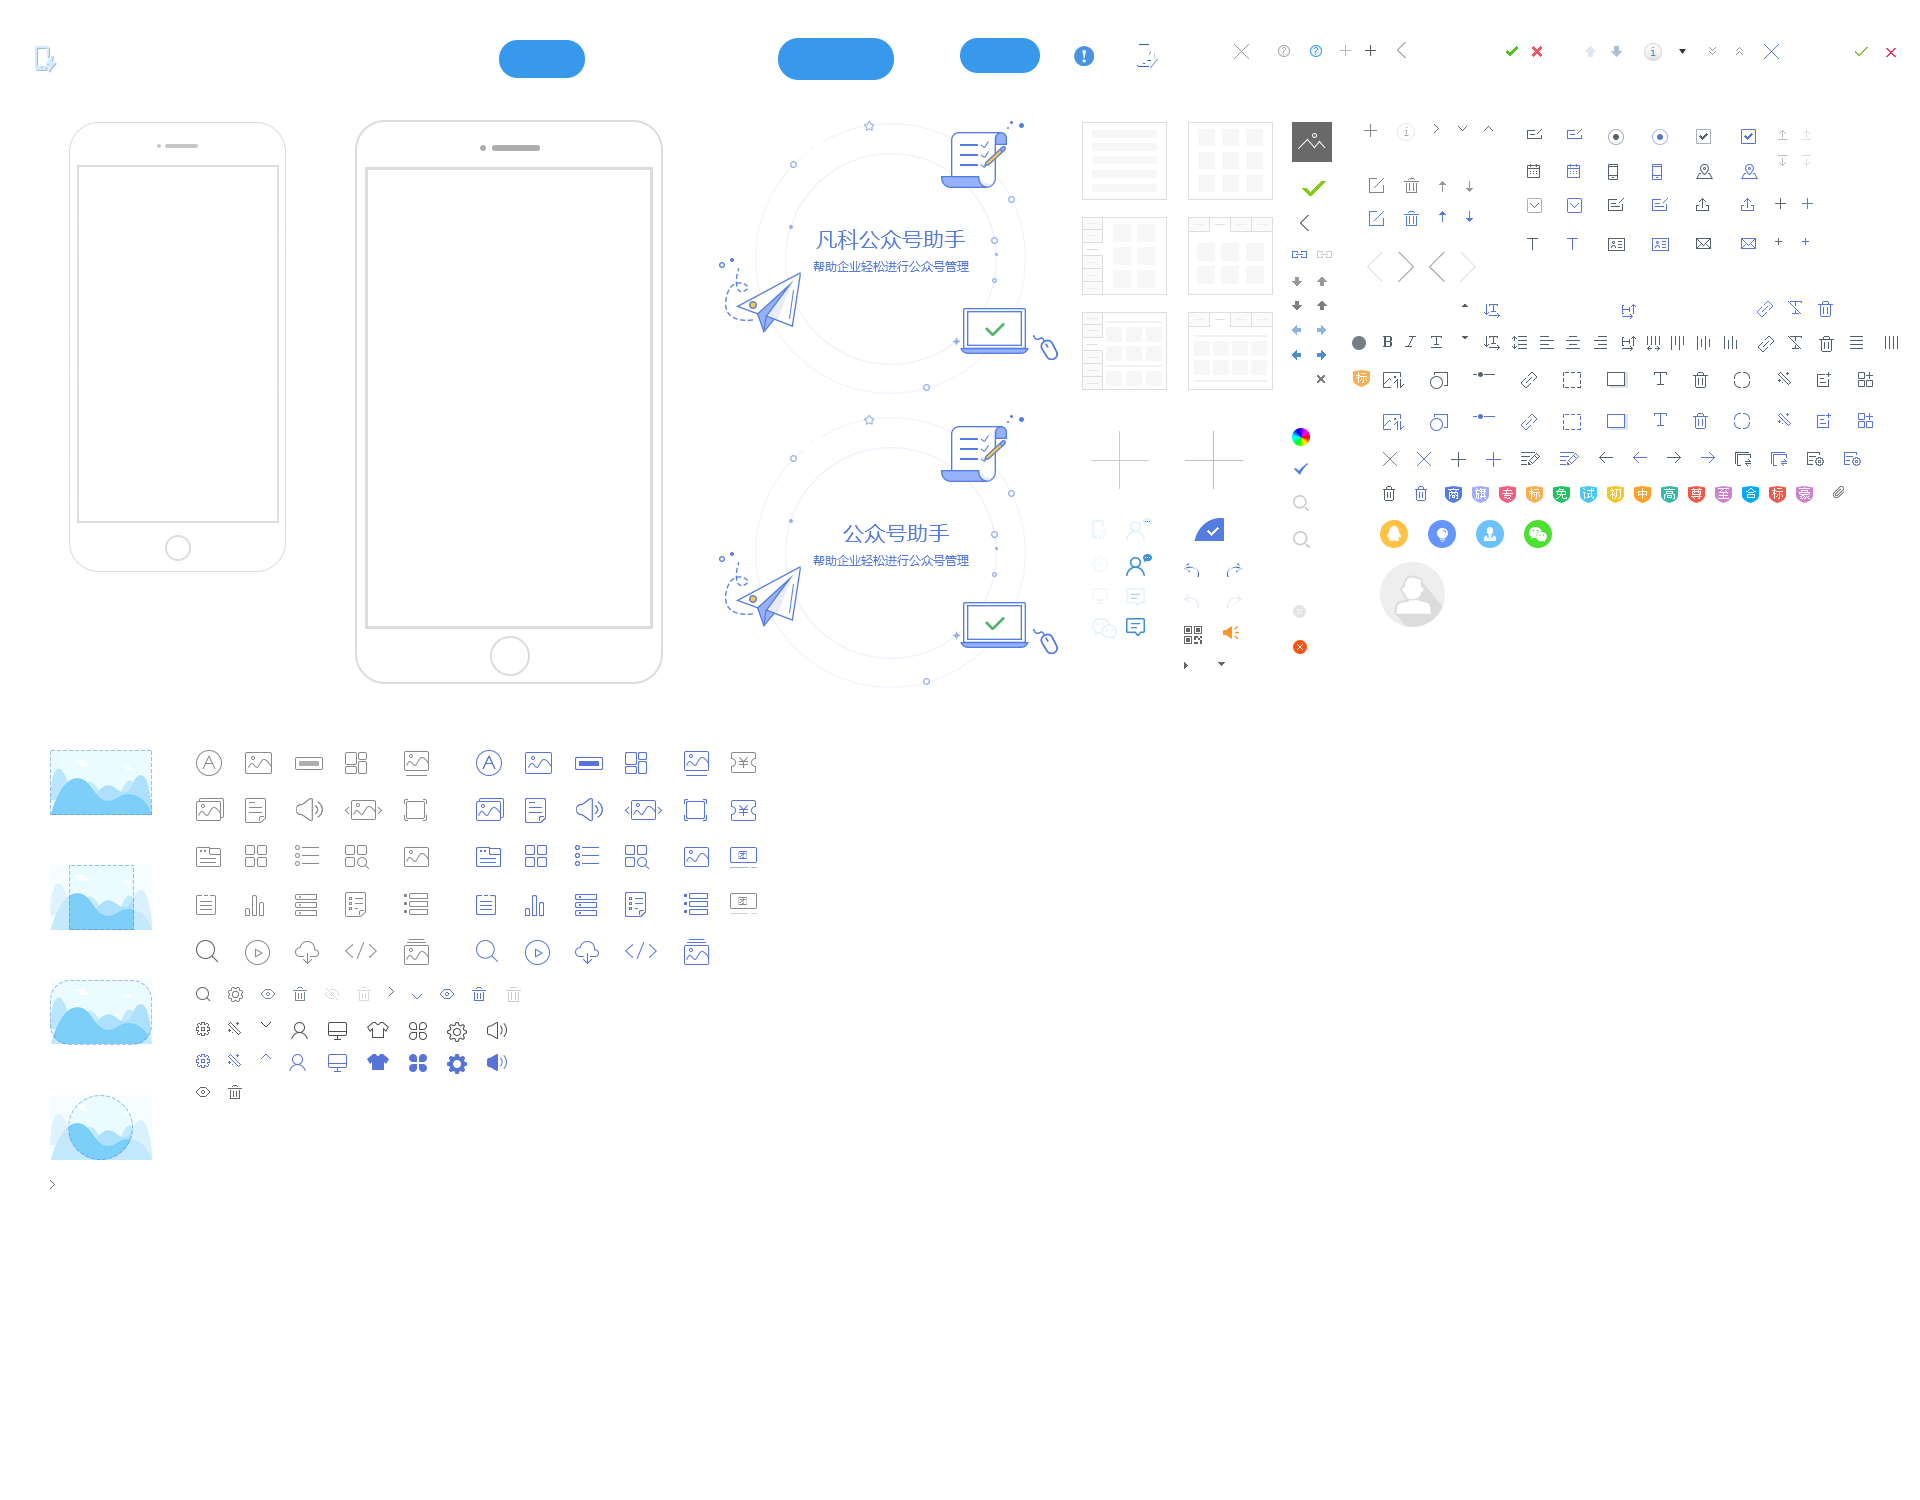 凡科公众号助手
帮助企业轻松进行公众号管理
公众号助手
帮助企业轻松进行公众号管理
B I T
标
T
T
商 旗 专 标 免 试 初 中 高 尊 至 合 标 豪